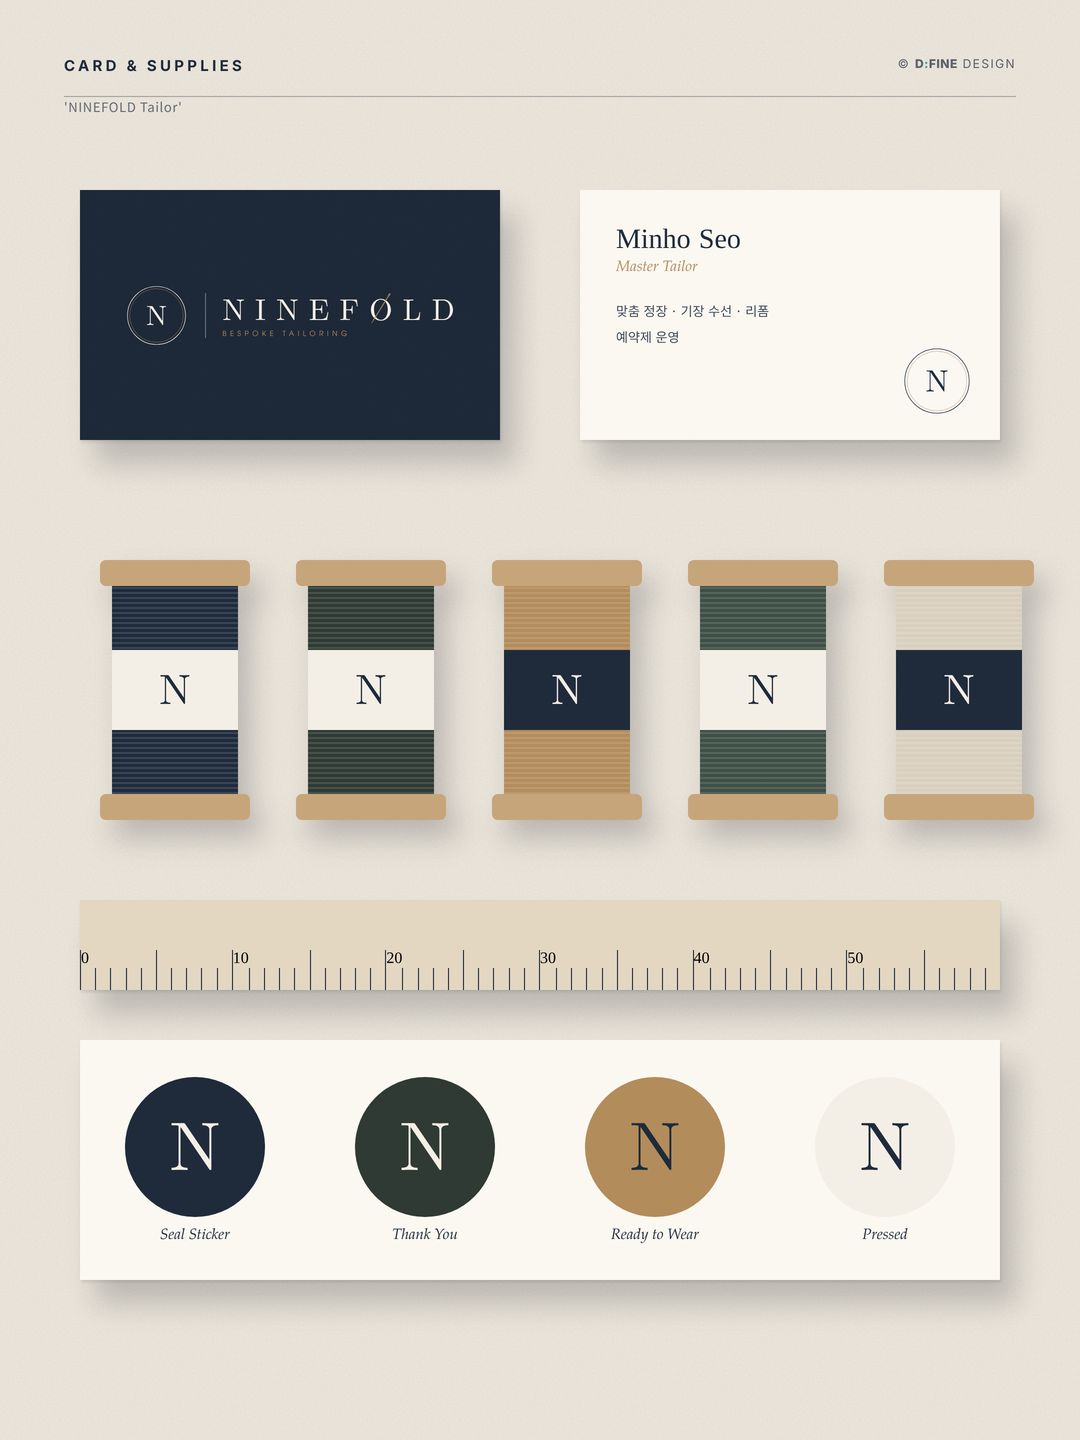 CARD & SUPPLIES
© D:FINE DESIGN
'NINEFOLD Tailor'
N
NINEFØLD
BESPOKE TAILORING
Minho Seo
Master Tailor
맞춤 정장 · 기장 수선 · 리폼
예약제 운영
N
N
N
N
N
N
0 10 20 30 40 50
N
N
N
N
Seal Sticker
Thank You
Ready to Wear
Pressed